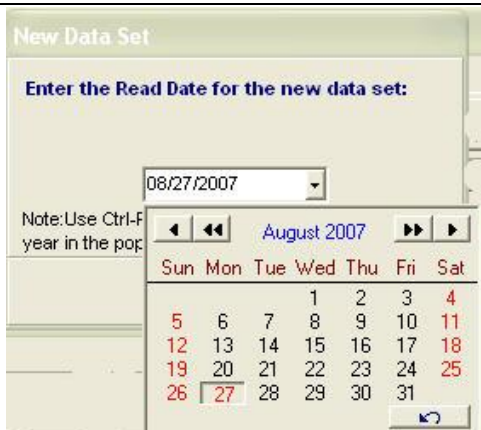 New Data Set
Enter the Read Date for the new data set:
08/27/2007
Note:Use Ctrl-
year in the pop
August 2007
Sun Mon Tue Wed Thu Fri Sat
1 2 3 4
5 6 7 8 9 10 11
12 13 14 15 16 17 18
19 20 21 22 23 24 25
26 27 28 29 30 31